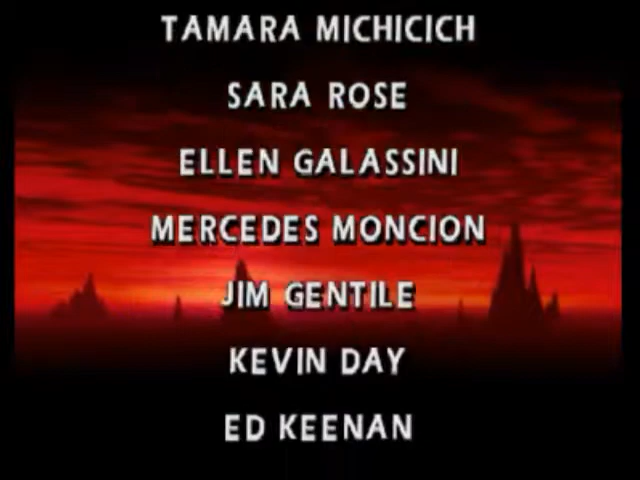 TAMARA MICHICICH
SARA ROSE
ELLEN GALASSINI
MERCEDES MONCION
JIM GENTILE
KEVIN DAY
ED KEENAN